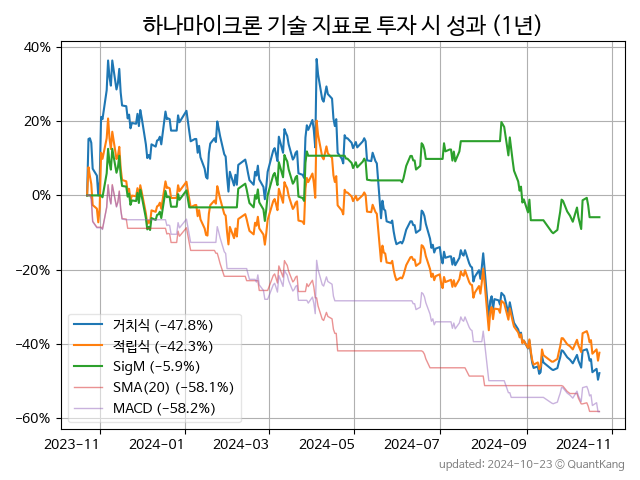 하나마이크론 기술 지표로 투자 시 성과 (1년)
40%
20%
0%
−20%
−40%
−60%
거치식 (−47.8%)
적립식 (−42.3%)
SigM (−5.9%)
SMA(20) (−58.1%)
MACD (−58.2%)
2023-11 2024-01 2024-03 2024-05 2024-07 2024-09 2024-11
updated: 2024-10-23 ⓒ QuantKang